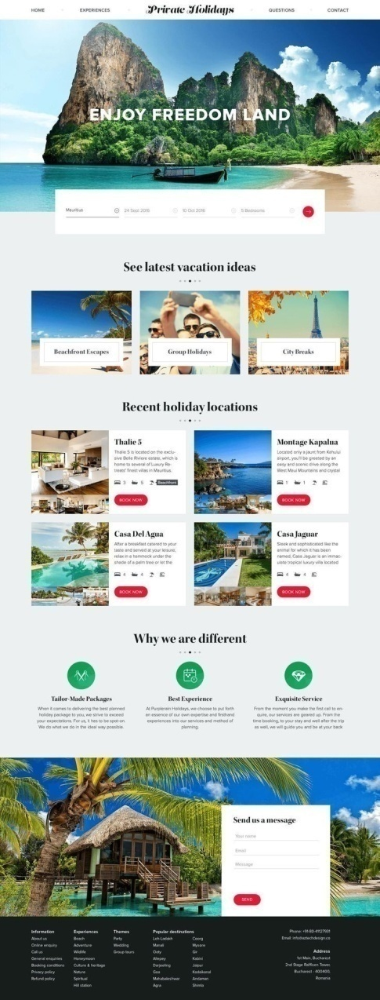 HOME
EXPERIENCES
Private Holidays
QUESTIONS
CONTACT
ENJOY FREEDOM LAND
Mauritius
24 Sept 2016
10 Oct 2016
5 Bedrooms
See latest vacation ideas
Beachfront Escapes
Group Holidays
City Breaks
Recent holiday locations
Thalie 5
Thalie 5 is located on the exclu-
sive Belle Riviere estate, which is
home to several of Luxury Re-
treats' finest villas in Mauritius.
3
5
Beachfront
BOOK NOW
Montage Kapalua
Located only a jaunt from Kahului
airport, you'll be greeted by an
easy and scenic along the
West Maui Mountains and crystal
1
1
BOOK NOW
Casa Del Agua
After a breakfast catered to your
taste and served at your leisure,
relax in a hammock under the
shade of a palm tree or let the
4
4
BOOK NOW
Casa Jaguar
Sleek and sophisticated like the
animal for which it has been
named, Casa Jaguar is an immac-
ulate tropical luxury villa located
4
4
BOOK NOW
Why we are different
Tailor-Made Packages
When it comes to delivering the best planned
holiday package to you, we strive to exceed
your expectations. For us, it has to be spot on.
We do what we do in the ideal way possible.
Best Experience
At Purplerain Holidays, we choose to put forth
an essence of our own expertise and firsthand
experiences into our services and method of
planning.
Exquisite Service
From the moment you make the first call to en-
quire, our services are geared up. From the
time booking, to your stay and well after the trip
as well, we will guide you and be at your back
Send us a message
Your name
Email
Message
SEND
Information
About us
Online enquiry
Call us
General enquiries
Booking conditions
Privacy policy
Refund policy
Experiences
Beach
Adventure
Wildlife
Honeymoon
Culture & heritage
Nature
Spiritual
Hill station
Themes
Party
Wedding
Group tours
Popular destinations
Leh-Ladakh
Manali
Ooty
Allepey
Darjeeling
Goa
Mahabaleshwar
Agra
Coorg
Mysore
Gir
Kabini
Jaipur
Kodaikanal
Andaman
Shimla
Phone: +91-80-41127931
Email: info@aztechdesign.co
Address
1st Main, Bucharest
2nd Stage Raiffisen Tower,
Bucharest - 400400,
Romania